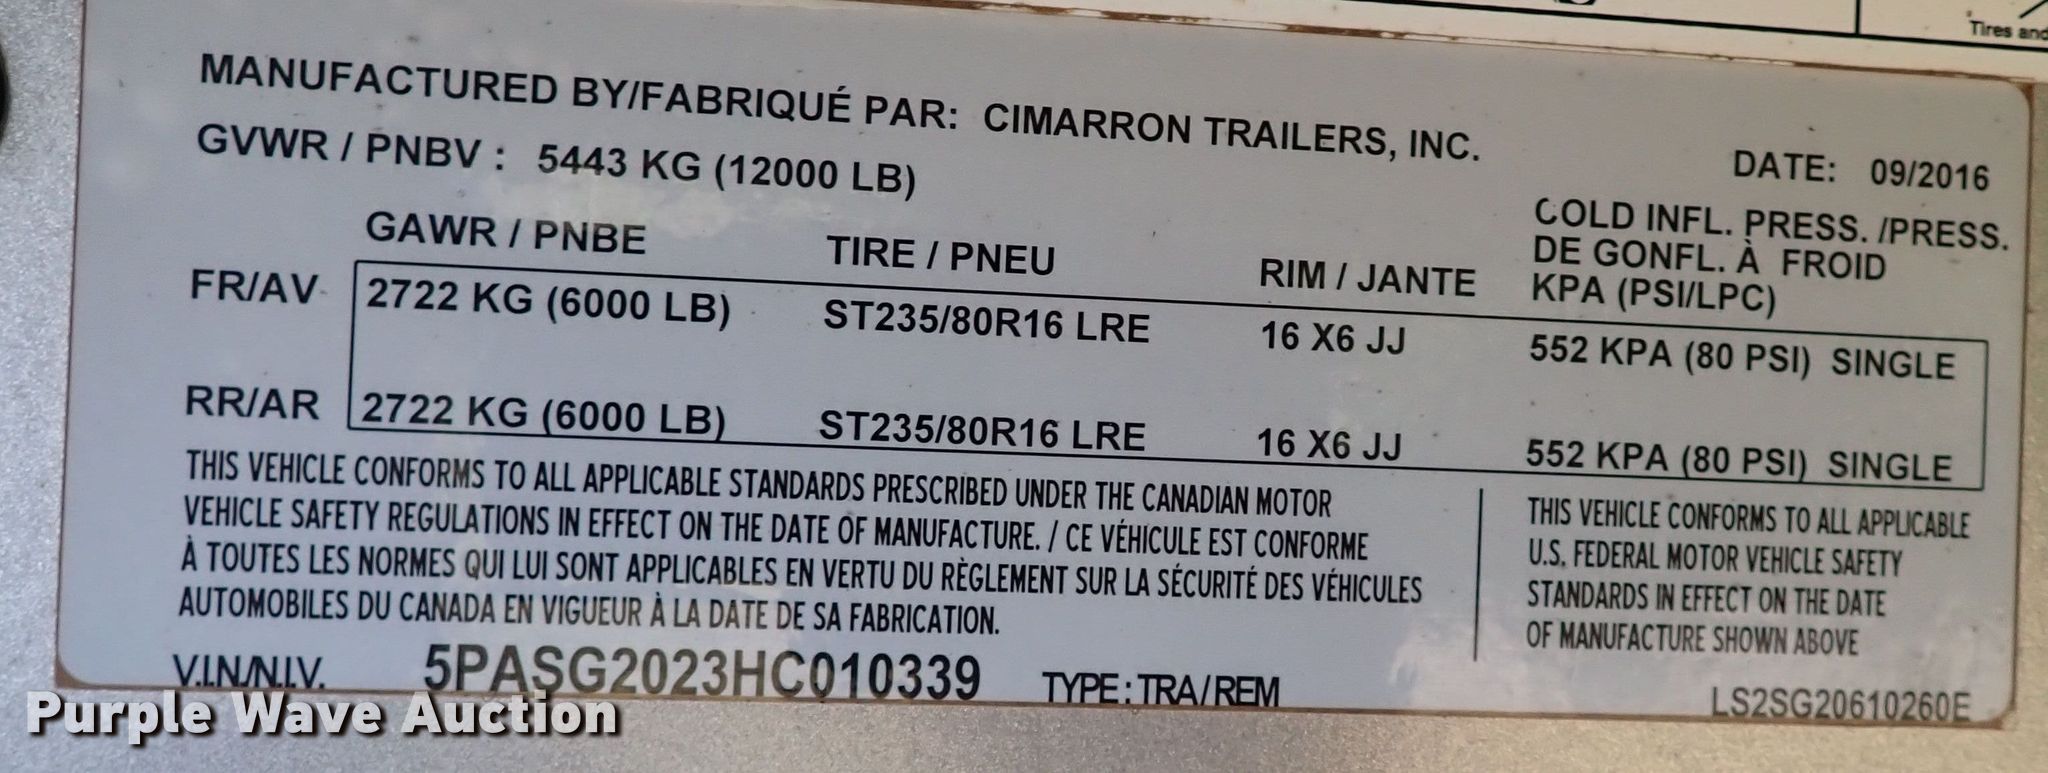 Tires and
MANUFACTURED BY/FABRIQUÉ PAR: CIMARRON TRAILERS, INC.
GVWR / PNBV : 5443 KG (12000 LB)
DATE: 09/2016
GAWR / PNBE TIRE / PNEU RIM / JANTE COLD INFL. PRESS. /PRESS.
DE GONFL. À FROID
KPA (PSI/LPC)
FR/AV 2722 KG (6000 LB) ST235/80R16 LRE 16 X6 JJ 552 KPA (80 PSI) SINGLE
RR/AR 2722 KG (6000 LB) ST235/80R16 LRE 16 X6 JJ 552 KPA (80 PSI) SINGLE
THIS VEHICLE CONFORMS TO ALL APPLICABLE STANDARDS PRESCRIBED UNDER THE CANADIAN MOTOR
VEHICLE SAFETY REGULATIONS IN EFFECT ON THE DATE OF MANUFACTURE. / CE VÉHICULE EST CONFORME
À TOUTES LES NORMES QUI LUI SONT APPLICABLES EN VERTU DU RÈGLEMENT SUR LA SÉCURITÉ DES VÉHICULES
AUTOMOBILES DU CANADA EN VIGUEUR À LA DATE DE SA FABRICATION.
THIS VEHICLE CONFORMS TO ALL APPLICABLE
U.S. FEDERAL MOTOR VEHICLE SAFETY
STANDARDS IN EFFECT ON THE DATE
OF MANUFACTURE SHOWN ABOVE
V.I.N./N.I.V. 5PASG2023HC010339 TYPE: TRA/REM LS2SG20610260E
Purple Wave Auction